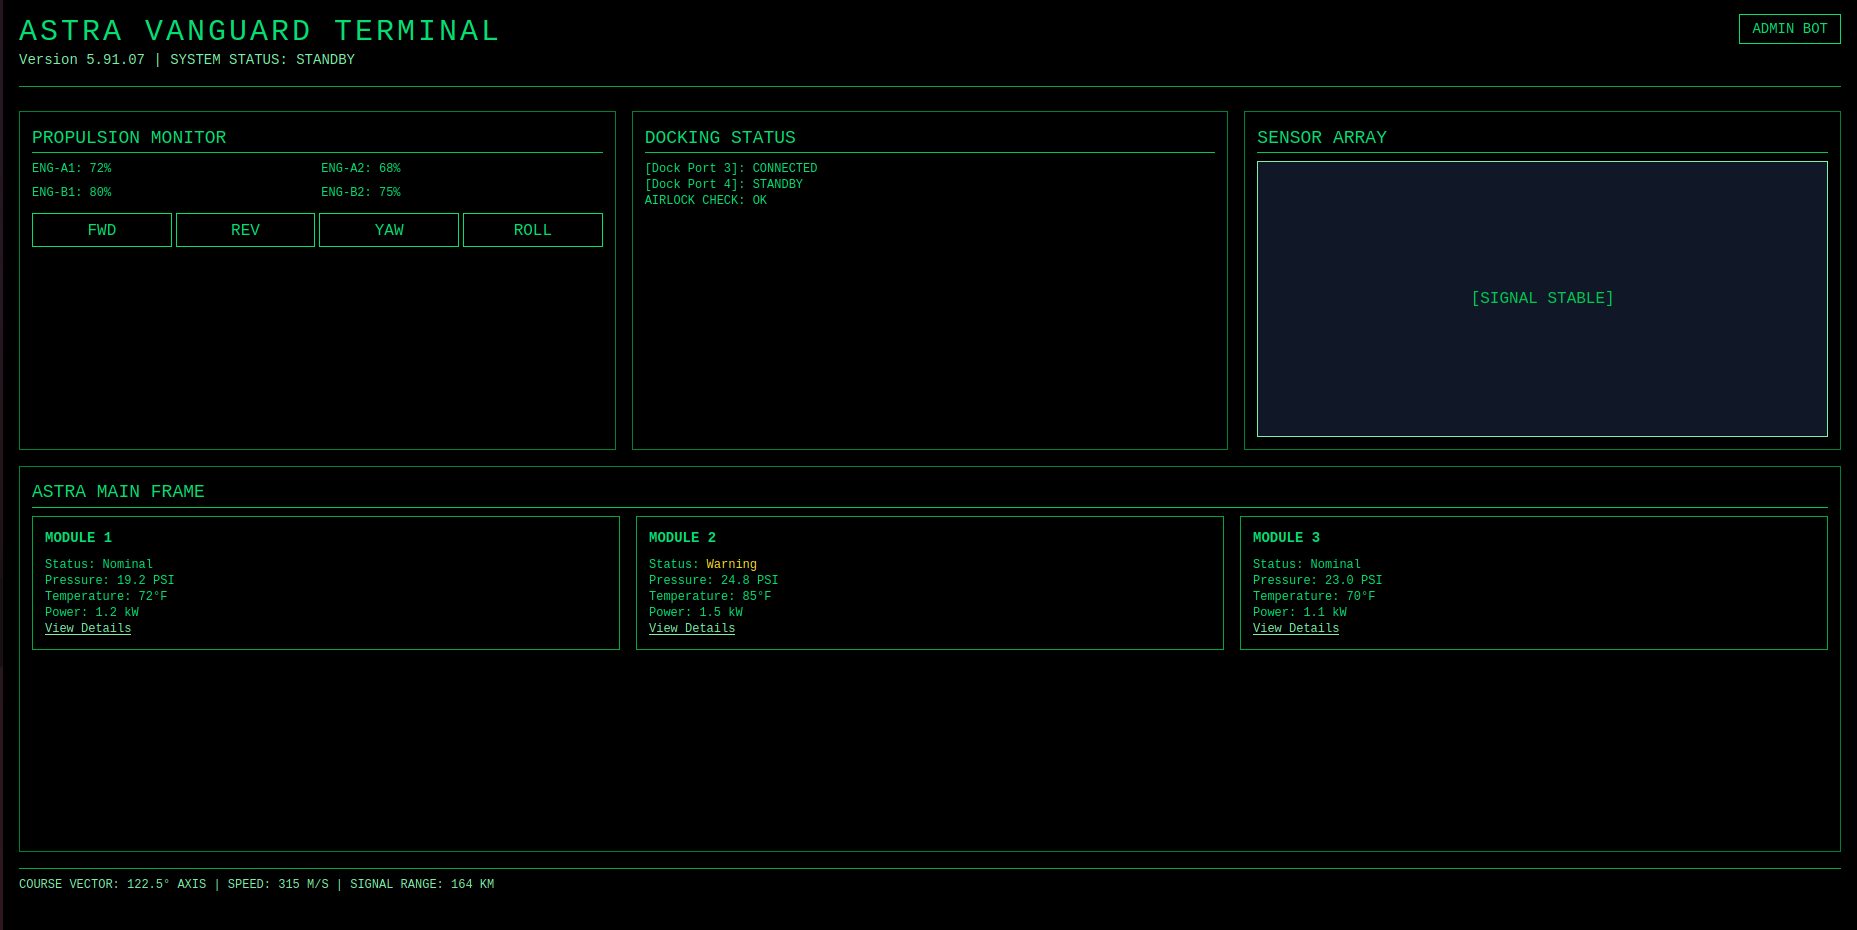 ASTRA VANGUARD TERMINAL
Version 5.91.07 | SYSTEM STATUS: STANDBY
ADMIN BOT
PROPULSION MONITOR
ENG-A1: 72% ENG-A2: 68%
ENG-B1: 80% ENG-B2: 75%
FWD REV YAW ROLL
DOCKING STATUS
[Dock Port 3]: CONNECTED
[Dock Port 4]: STANDBY
AIRLOCK CHECK: OK
SENSOR ARRAY
[SIGNAL STABLE]
ASTRA MAIN FRAME
MODULE 1
Status: Nominal
Pressure: 19.2 PSI
Temperature: 72°F
Power: 1.2 kW
View Details
MODULE 2
Status: Warning
Pressure: 24.8 PSI
Temperature: 85°F
Power: 1.5 kW
View Details
MODULE 3
Status: Nominal
Pressure: 23.0 PSI
Temperature: 70°F
Power: 1.1 kW
View Details
COURSE VECTOR: 122.5° AXIS | SPEED: 315 M/S | SIGNAL RANGE: 164 KM